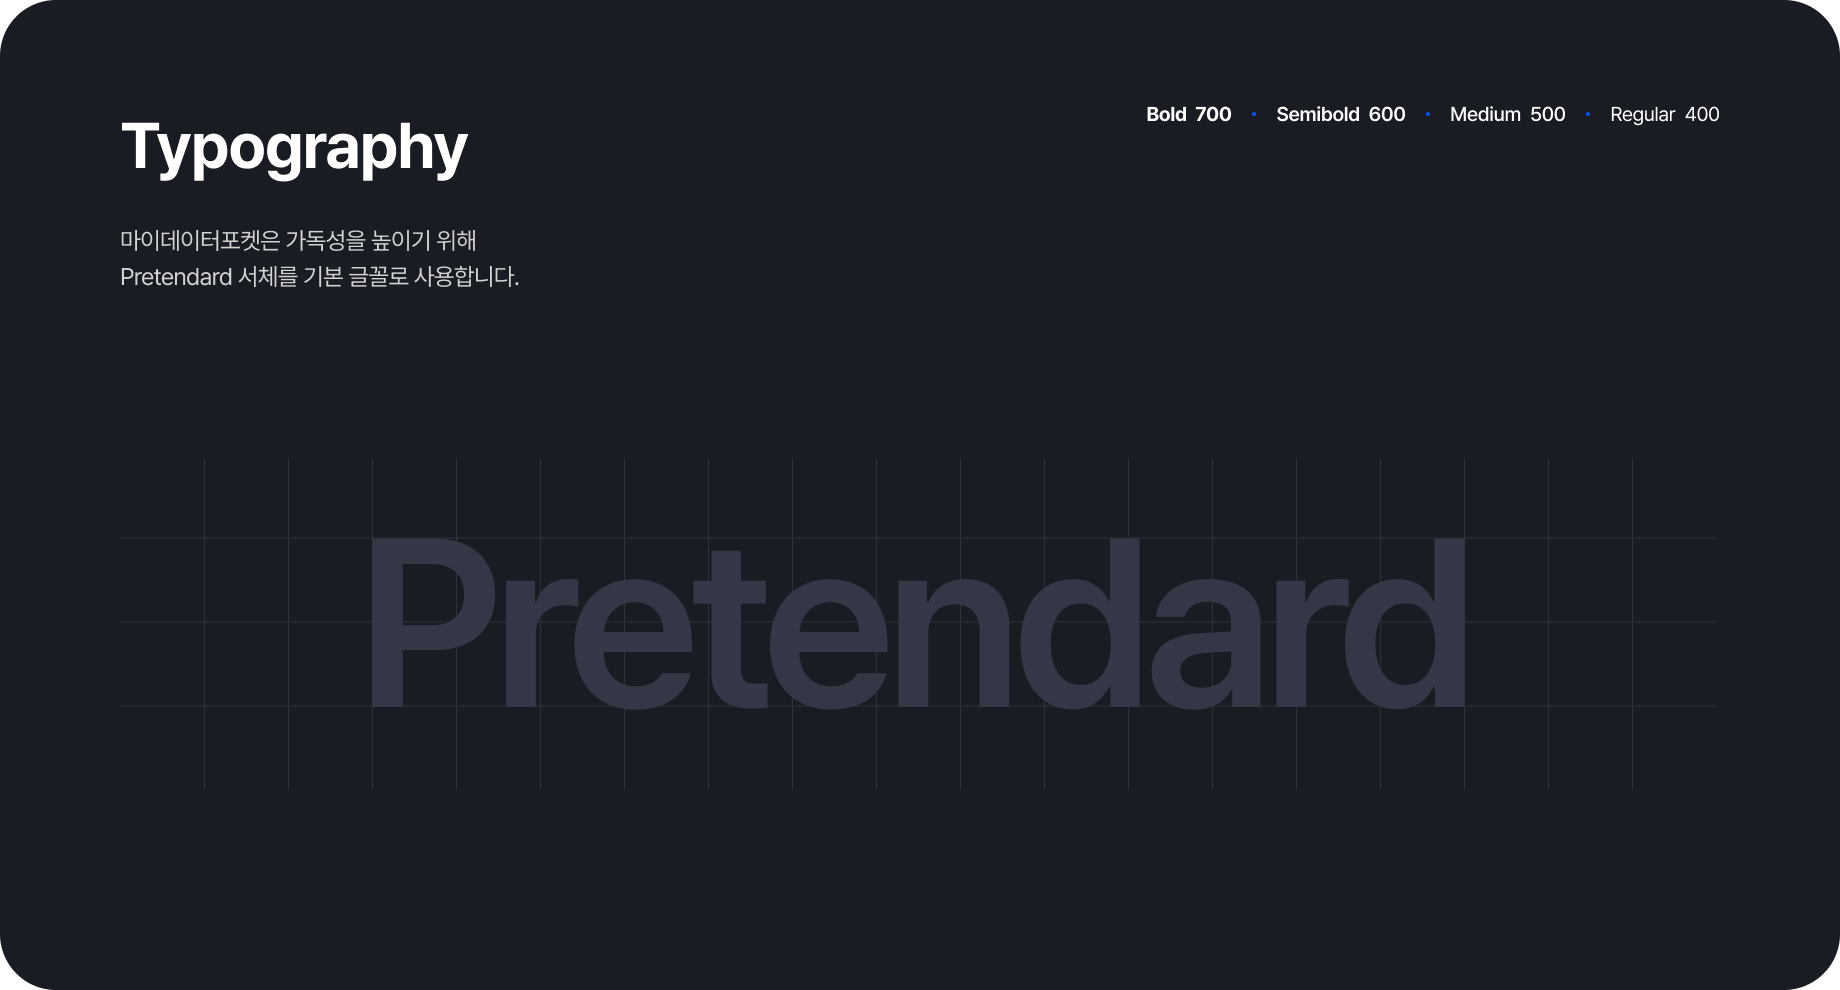 Typography
Bold 700 • Semibold 600 • Medium 500 • Regular 400
마이데이터포켓은 가독성을 높이기 위해
Pretendard 서체를 기본 글꼴로 사용합니다.
Pretendard